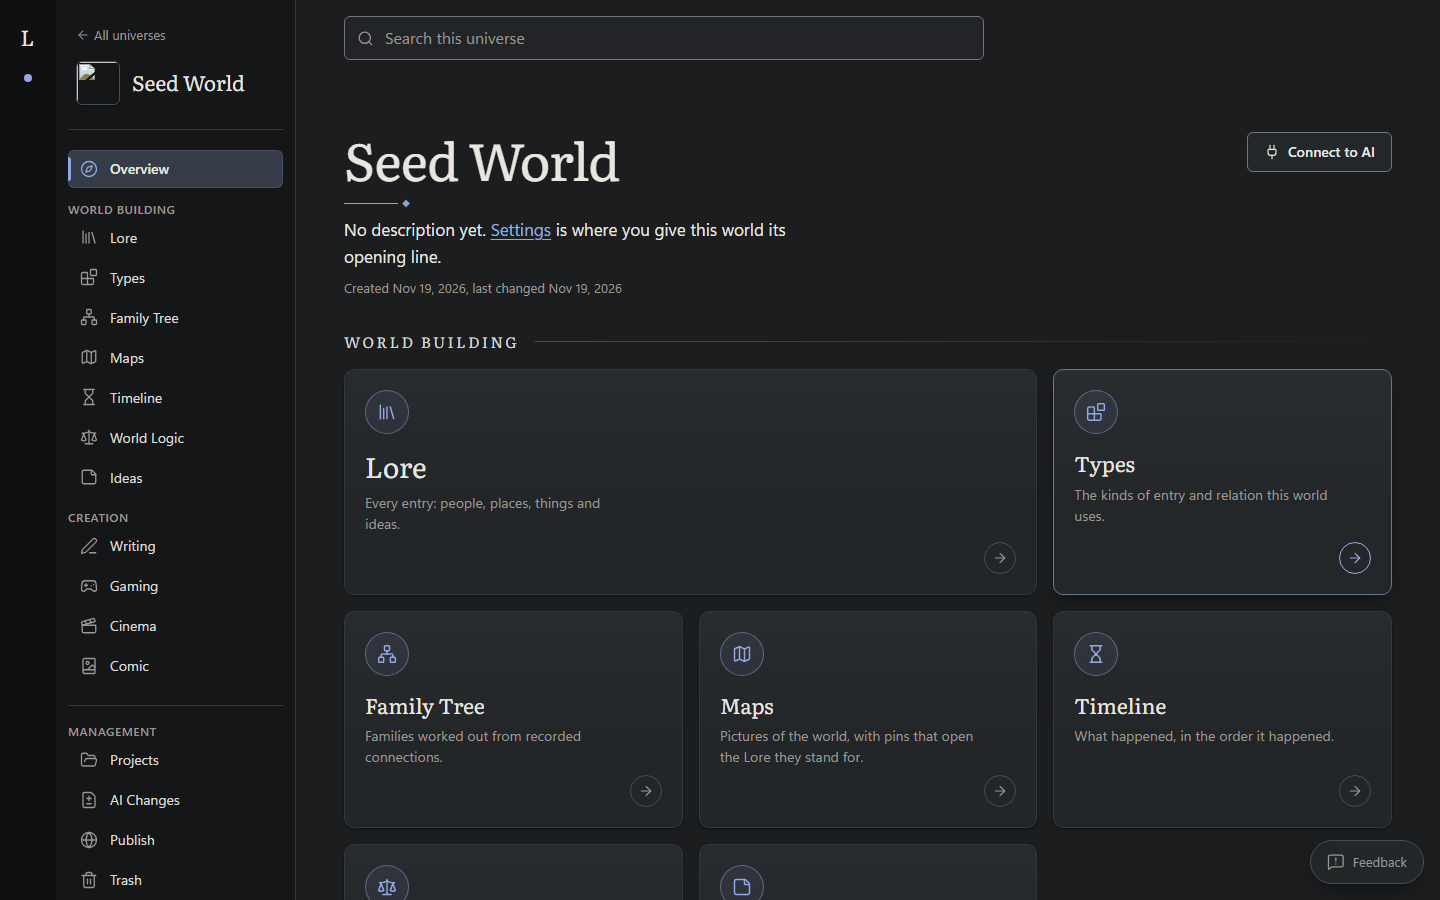 L
All universes
Seed World
Overview
WORLD BUILDING
Lore
Types
Family Tree
Maps
Timeline
World Logic
Ideas
CREATION
Writing
Gaming
Cinema
Comic
MANAGEMENT
Projects
AI Changes
Publish
Trash
Search this universe
Seed World
Connect to AI
No description yet. Settings is where you give this world its
opening line.
Created Nov 19, 2026, last changed Nov 19, 2026
WORLD BUILDING
Lore
Every entry: people, places, things and
ideas.
Types
The kinds of entry and relation this world
uses.
Family Tree
Families worked out from recorded
connections.
Maps
Pictures of the world, with pins that open
the Lore they stand for.
Timeline
What happened, in the order it happened.
Feedback